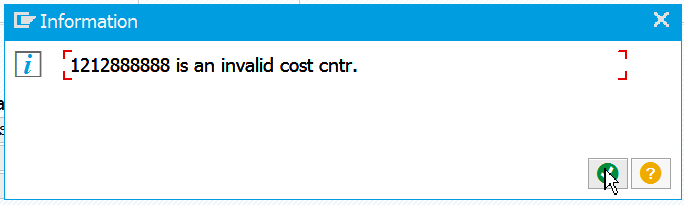 Information
1212888888 is an invalid cost cntr.